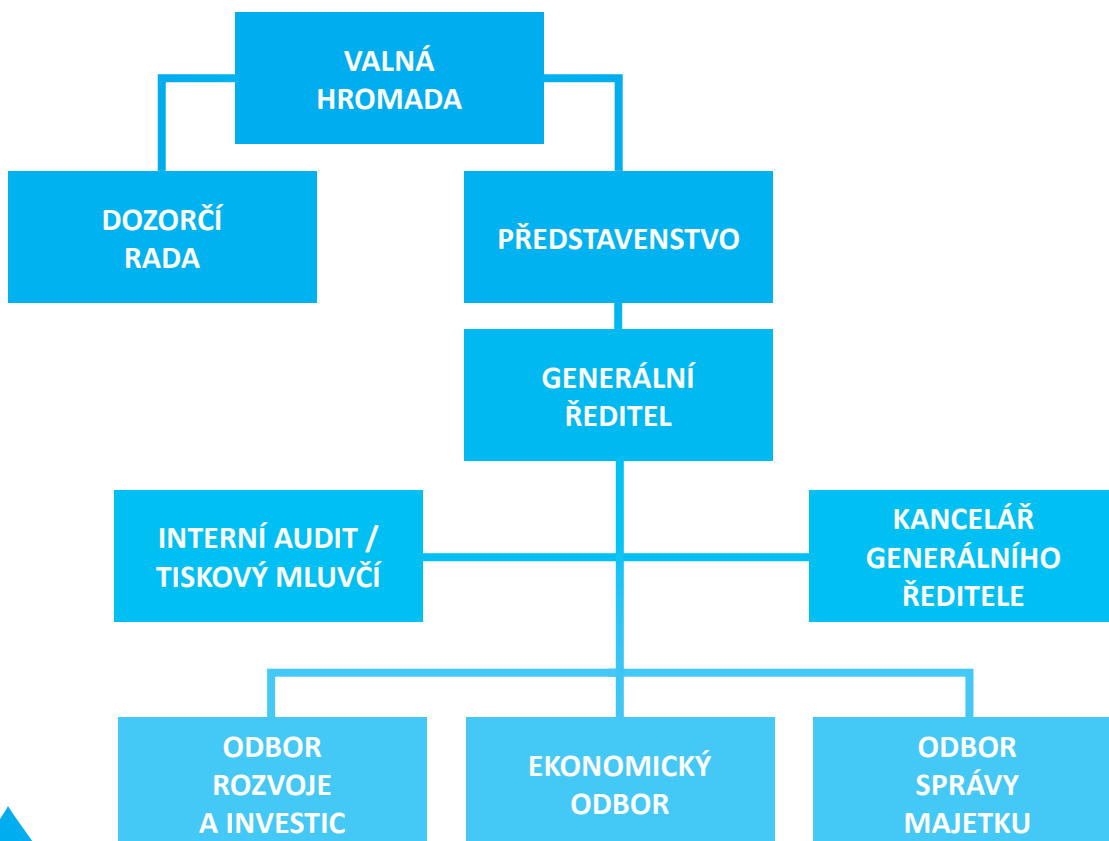 VALNÁ
HROMADA
DOZORČÍ
RADA
PŘEDSTAVENSTVO
GENERÁLNÍ
ŘEDITEL
INTERNÍ AUDIT /
TISKOVÝ MLUVČÍ
KANCELÁŘ
GENERÁLNÍHO
ŘEDITELE
ODBOR
ROZVOJE
A INVESTIC
EKONOMICKÝ
ODBOR
ODBOR
SPRÁVY
MAJETKU